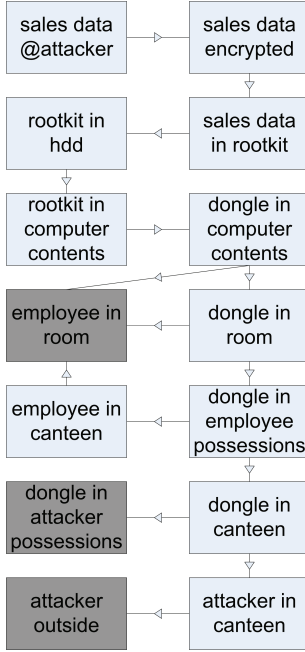 sales data
@attacker
sales data
encrypted
rootkit in
hdd
sales data
in rootkit
rootkit in
computer
contents
dongle in
computer
contents
employee in
room
dongle in
room
employee in
canteen
dongle in
employee
possessions
dongle in
attacker
possessions
dongle in
canteen
attacker
outside
attacker in
canteen